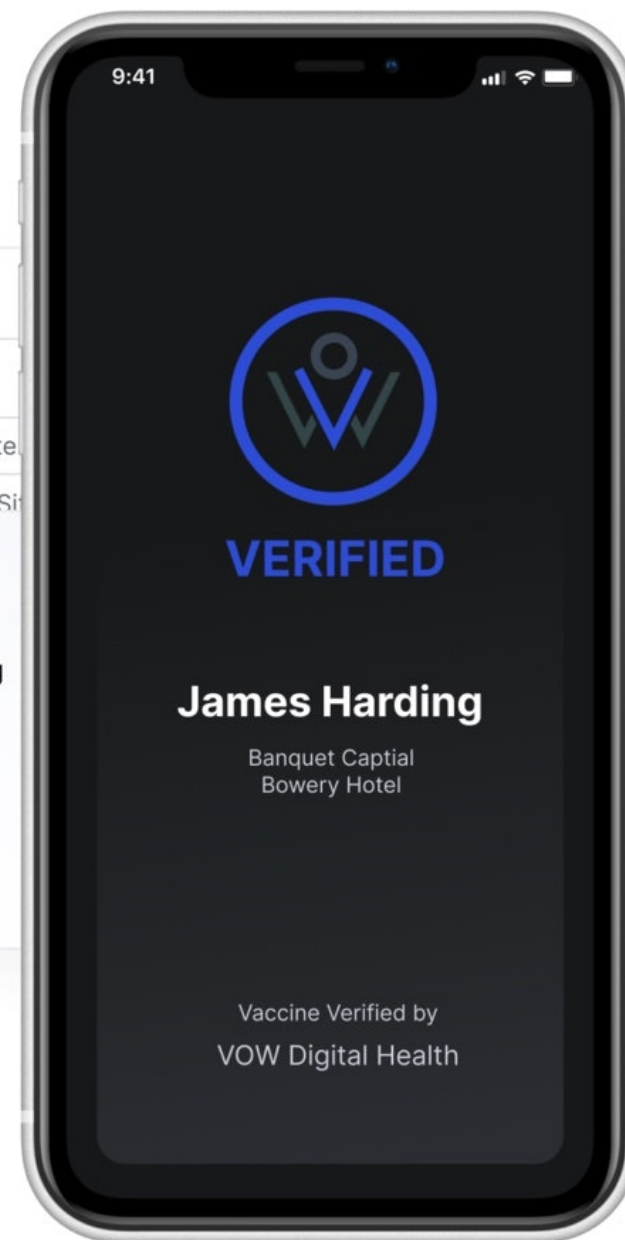 9:41
VERIFIED
James Harding
Banquet Captial
Bowery Hotel
Vaccine Verified by
VOW Digital Health